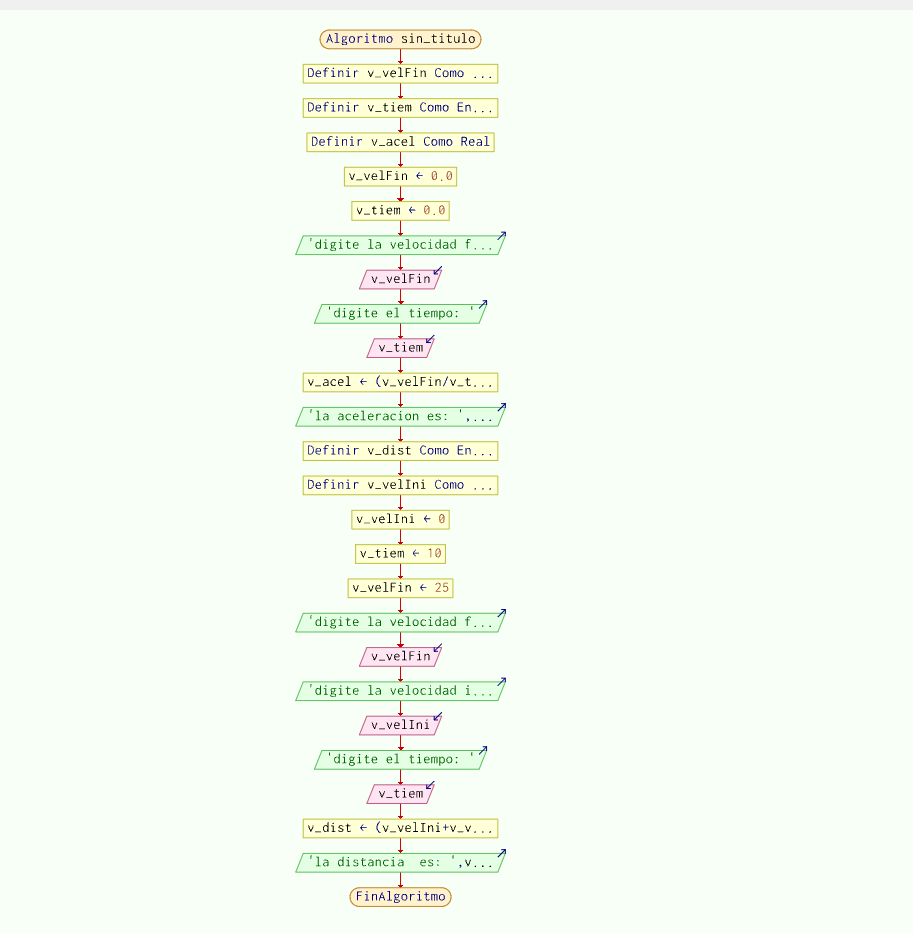 Algoritmo sin_titulo
Definir v_velFin Como ...
Definir v_tiem Como En...
Definir v_acel Como Real
v_velFin ← 0.0
v_tiem ← 0.0
'digite la velocidad f...
v_velFin
'digite el tiempo: '
v_tiem
v_acel ← (v_velFin/v_t...
'la aceleracion es: ',...
Definir v_dist Como En...
Definir v_velIni Como ...
v_velIni ← 0
v_tiem ← 10
v_velFin ← 25
'digite la velocidad f...
v_velFin
'digite la velocidad i...
v_velIni
'digite el tiempo: '
v_tiem
v_dist ← (v_velIni+v_v...
'la distancia  es: ',v...
FinAlgoritmo